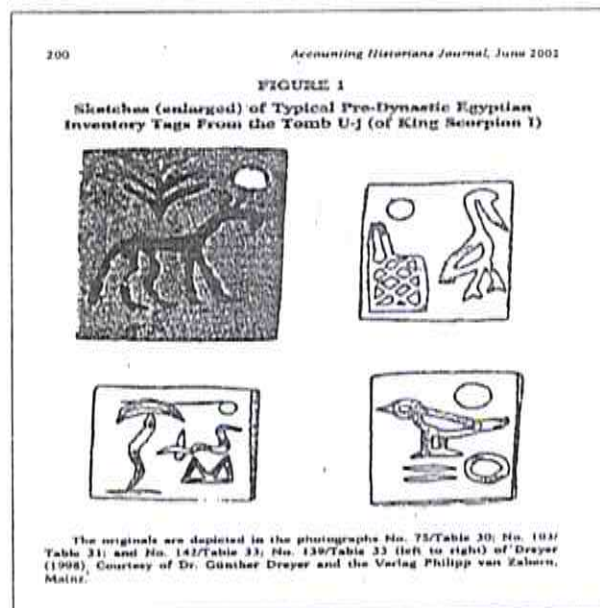 200 Accounting Historians Journal, June 2002
FIGURE 1
Sketches (enlarged) of Typical Pre-Dynastic Egyptian
Inventory Tags From the Tomb U-J (of King Scorpion I)
The originals are depicted in the photographs No. 75/Table 30; No. 103/
Table 31; and No. 142/Table 33; No. 139/Table 33 (left to right) of Dreyer
(1998), Courtesy of Dr. Günther Dreyer and the Verlag Philipp van Zabern,
Mainz.